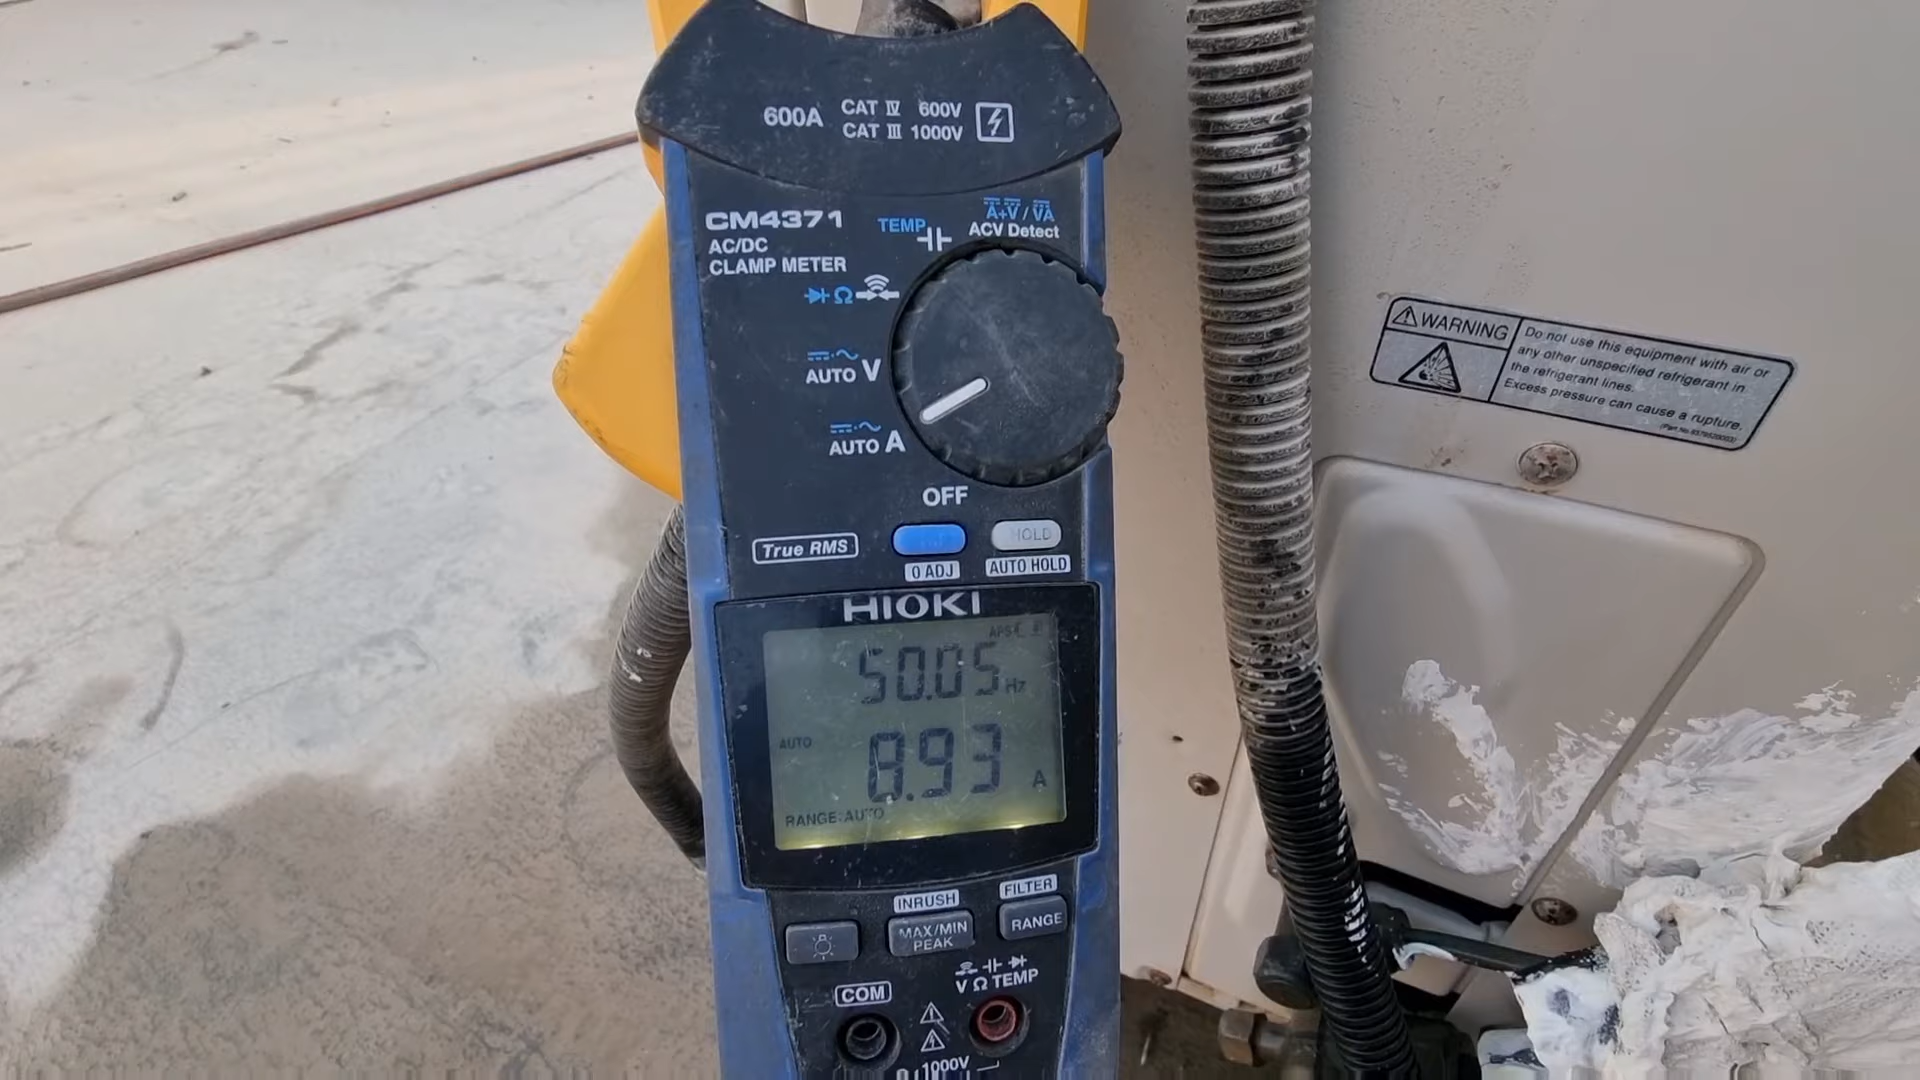 600A
CAT IV 600V
CAT III 1000V
CM4371
AC/DC
CLAMP METER
TEMP
A+V / VA
ACV Detect
Ω
AUTO V
AUTO A
OFF
True RMS
HOLD
0 ADJ
AUTO HOLD
HIOKI
APS
50.05 Hz
AUTO
8.93 A
RANGE:AUTO
INRUSH
FILTER
MAX/MIN
PEAK
RANGE
COM
V Ω TEMP
1000V
WARNING
Do not use this equipment with air or
any other unspecified refrigerant in
the refrigerant lines.
Excess pressure can cause a rupture.